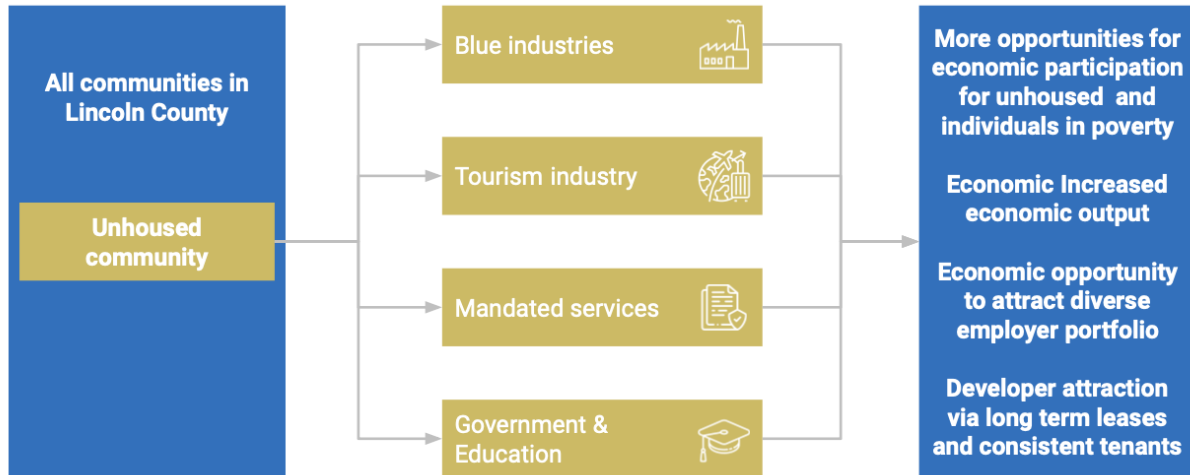 All communities in
Lincoln County
Unhoused
community
Blue industries
Tourism industry
Mandated services
Government &
Education
More opportunities for
economic participation
for unhoused and
individuals in poverty
Economic Increased
economic output
Economic opportunity
to attract diverse
employer portfolio
Developer attraction
via long term leases
and consistent tenants